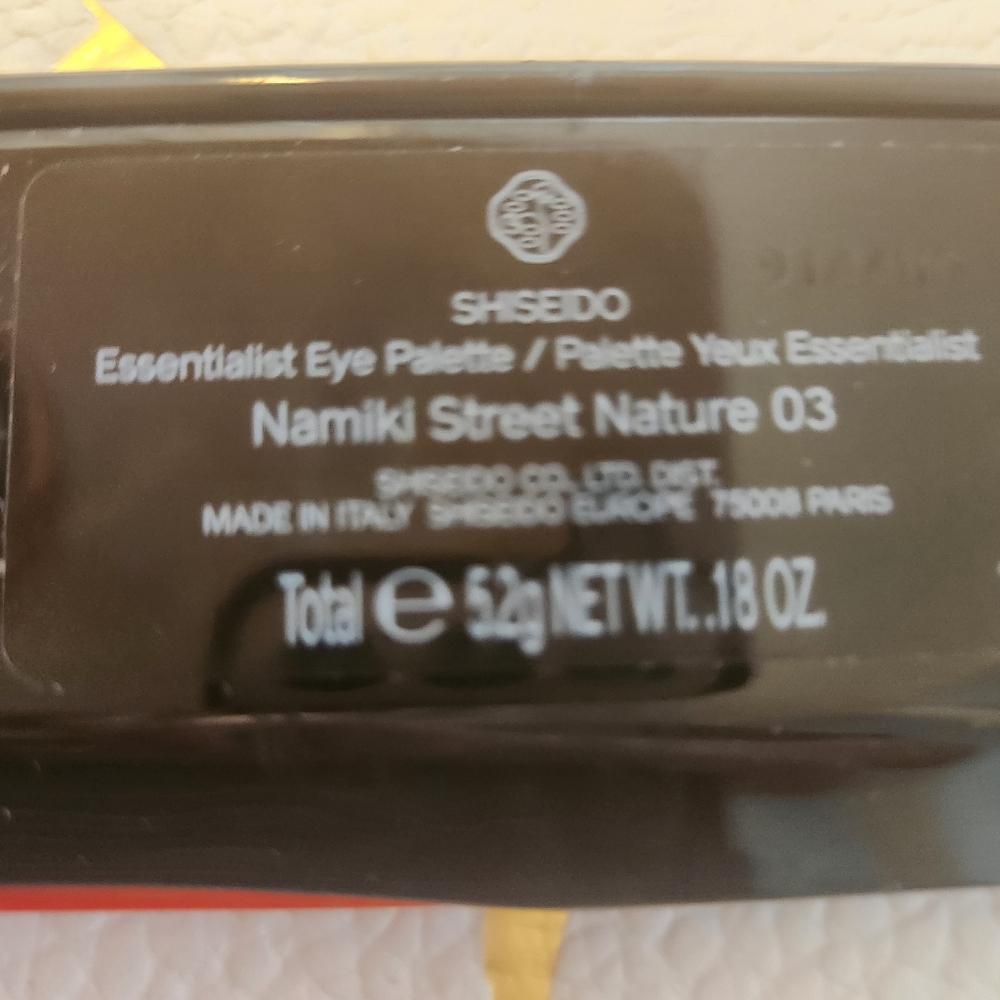 SHISEIDO
Essentialist Eye Palette / Palette Yeux Essentialist
Namiki Street Nature 03
SHISEIDO CO., LTD. DIST.
MADE IN ITALY SHISEIDO EUROPE 75008 PARIS
Total e 5.2g NET WT. .18 OZ.